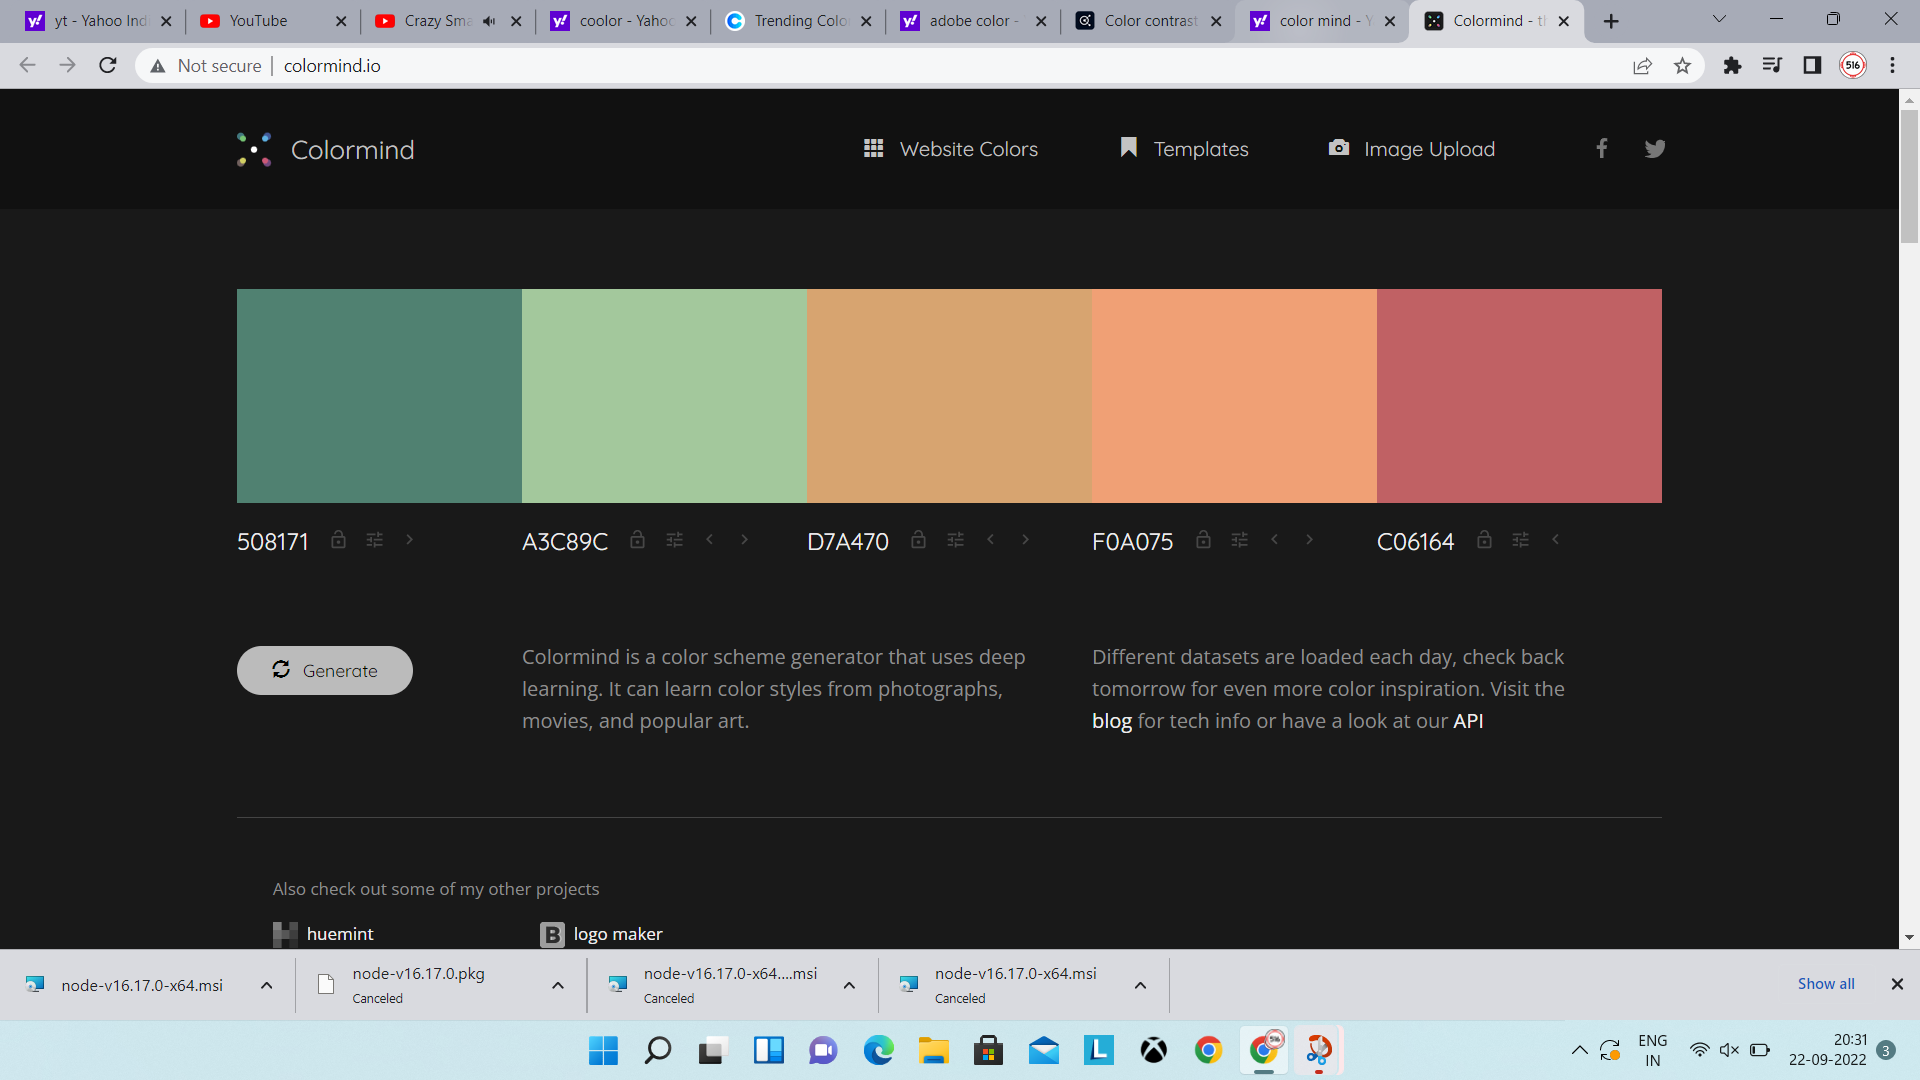 yt - Yahoo Ind
YouTube
Crazy Sma
coolor - Yahoo
Trending Color
adobe color -
Color contrast
color mind - Y
Colormind - th
Not secure
colormind.io
516
Colormind
Website Colors
Templates
Image Upload
508171
A3C89C
D7A470
F0A075
C06164
Generate
Colormind is a color scheme generator that uses deep
learning. It can learn color styles from photographs,
movies, and popular art.
Different datasets are loaded each day, check back
tomorrow for even more color inspiration. Visit the
blog for tech info or have a look at our API
Also check out some of my other projects
huemint
B logo maker
node-v16.17.0-x64.msi
node-v16.17.0.pkg
Canceled
node-v16.17.0-x64....msi
Canceled
node-v16.17.0-x64.msi
Canceled
Show all
ENG
IN
20:31
22-09-2022
3